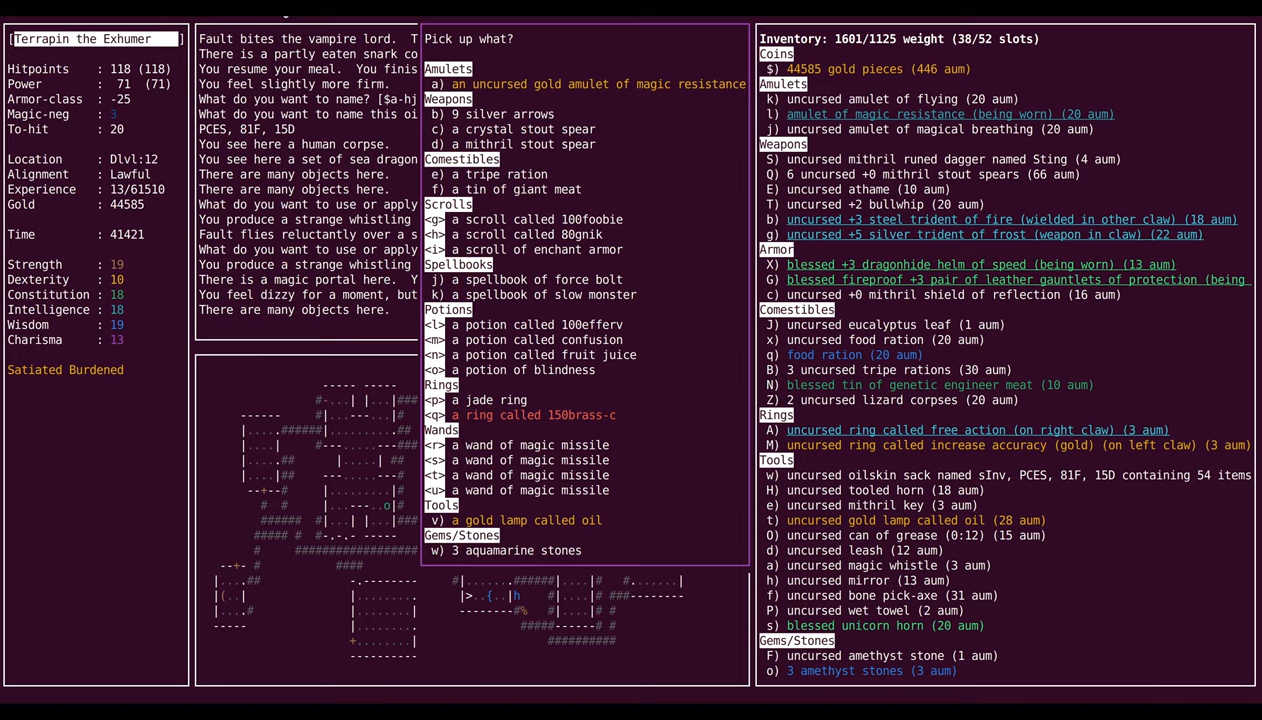 [Terrapin the Exhumer ]
Hitpoints : 118 (118)
Power : 71 (71)
Armor-class : -25
Magic-neg : 3
To-hit : 20
Location : Dlvl:12
Alignment : Lawful
Experience : 13/61510
Gold : 44585
Time : 41421
Strength : 19
Dexterity : 10
Constitution : 18
Intelligence : 18
Wisdom : 19
Charisma : 13
Satiated Burdened
Fault bites the vampire lord. T
There is a partly eaten snark co
You resume your meal. You finis
You feel slightly more firm.
What do you want to name? [$a-hj
What do you want to name this oi
PCES, 81F, 15D
You see here a human corpse.
You see here a set of sea dragon
There are many objects here.
There are many objects here.
What do you want to use or apply
You produce a strange whistling
Fault flies reluctantly over a s
What do you want to use or apply
You produce a strange whistling
There is a magic portal here. Y
You feel dizzy for a moment, but
There are many objects here.
Pick up what?
Amulets
a) an uncursed gold amulet of magic resistance
Weapons
b) 9 silver arrows
c) a crystal stout spear
d) a mithril stout spear
Comestibles
e) a tripe ration
f) a tin of giant meat
Scrolls
<g> a scroll called 100foobie
<h> a scroll called 80gnik
<i> a scroll of enchant armor
Spellbooks
j) a spellbook of force bolt
k) a spellbook of slow monster
Potions
<l> a potion called 100efferv
<m> a potion called confusion
<n> a potion called fruit juice
<o> a potion of blindness
Rings
<p> a jade ring
<q> a ring called 150brass-c
Wands
<r> a wand of magic missile
<s> a wand of magic missile
<t> a wand of magic missile
<u> a wand of magic missile
Tools
v) a gold lamp called oil
Gems/Stones
w) 3 aquamarine stones
Inventory: 1601/1125 weight (38/52 slots)
Coins
$) 44585 gold pieces (446 aum)
Amulets
k) uncursed amulet of flying (20 aum)
l) amulet of magic resistance (being worn) (20 aum)
j) uncursed amulet of magical breathing (20 aum)
Weapons
S) uncursed mithril runed dagger named Sting (4 aum)
Q) 6 uncursed +0 mithril stout spears (66 aum)
E) uncursed athame (10 aum)
T) uncursed +2 bullwhip (20 aum)
b) uncursed +3 steel trident of fire (wielded in other claw) (18 aum)
g) uncursed +5 silver trident of frost (weapon in claw) (22 aum)
Armor
X) blessed +3 dragonhide helm of speed (being worn) (13 aum)
G) blessed fireproof +3 pair of leather gauntlets of protection (being
c) uncursed +0 mithril shield of reflection (16 aum)
Comestibles
J) uncursed eucalyptus leaf (1 aum)
x) uncursed food ration (20 aum)
q) food ration (20 aum)
B) 3 uncursed tripe rations (30 aum)
N) blessed tin of genetic engineer meat (10 aum)
Z) 2 uncursed lizard corpses (20 aum)
Rings
A) uncursed ring called free action (on right claw) (3 aum)
M) uncursed ring called increase accuracy (gold) (on left claw) (3 aum)
Tools
w) uncursed oilskin sack named sInv, PCES, 81F, 15D containing 54 items
H) uncursed tooled horn (18 aum)
e) uncursed mithril key (3 aum)
t) uncursed gold lamp called oil (28 aum)
O) uncursed can of grease (0:12) (15 aum)
d) uncursed leash (12 aum)
a) uncursed magic whistle (3 aum)
h) uncursed mirror (13 aum)
f) uncursed bone pick-axe (31 aum)
P) uncursed wet towel (2 aum)
s) blessed unicorn horn (20 aum)
Gems/Stones
F) uncursed amethyst stone (1 aum)
o) 3 amethyst stones (3 aum)